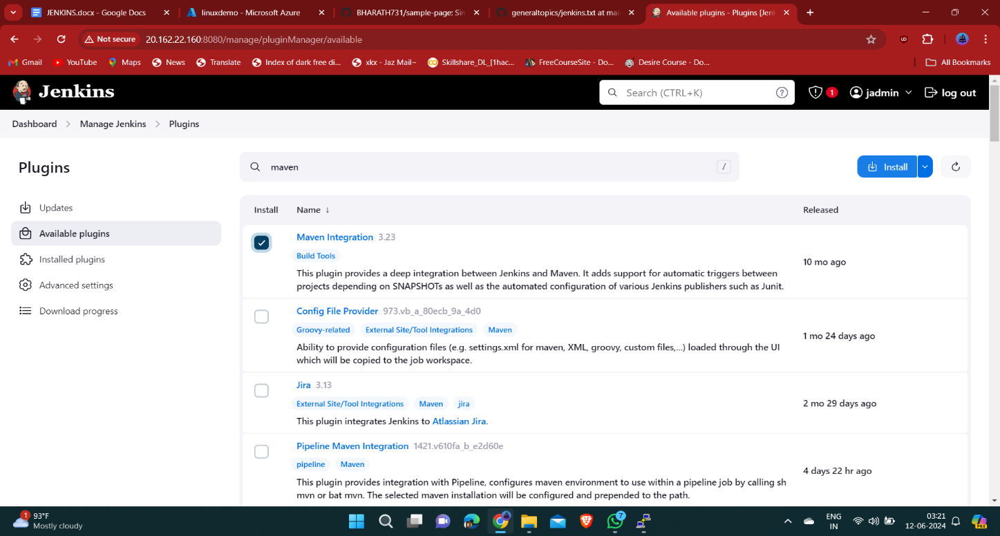 JENKINS.docx - Google Docs
linuxdemo - Microsoft Azure
BHARATH731/sample-page: Sim
generaltopics/jenkins.txt at mai
Available plugins - Plugins [Jenk
Not secure
20.162.22.160:8080/manage/pluginManager/available
Gmail
YouTube
Maps
News
Translate
Index of dark free di...
xkx - Jaz Mail~
Skillshare_DL_[1hac...
FreeCourseSite - Do...
Desire Course - Do...
All Bookmarks
Jenkins
Search (CTRL+K)
1
jadmin
log out
Dashboard
Manage Jenkins
Plugins
Plugins
Updates
Available plugins
Installed plugins
Advanced settings
Download progress
maven
/
Install
Install
Name ↓
Released
Maven Integration 3.23
Build Tools
This plugin provides a deep integration between Jenkins and Maven. It adds support for automatic triggers between
projects depending on SNAPSHOTs as well as the automated configuration of various Jenkins publishers such as Junit.
10 mo ago
Config File Provider 973.vb_a_80ecb_9a_4d0
Groovy-related External Site/Tool Integrations Maven
Ability to provide configuration files (e.g. settings.xml for maven, XML, groovy, custom files,...) loaded through the UI
which will be copied to the job workspace.
1 mo 24 days ago
Jira 3.13
External Site/Tool Integrations Maven jira
This plugin integrates Jenkins to Atlassian Jira.
2 mo 29 days ago
Pipeline Maven Integration 1421.v610fa_b_e2d60e
pipeline Maven
This plugin provides integration with Pipeline, configures maven environment to use within a pipeline job by calling sh
mvn or bat mvn. The selected maven installation will be configured and prepended to the path.
4 days 22 hr ago
1
93°F
Mostly cloudy
7
ENG
IN
03:21
12-06-2024
PRE